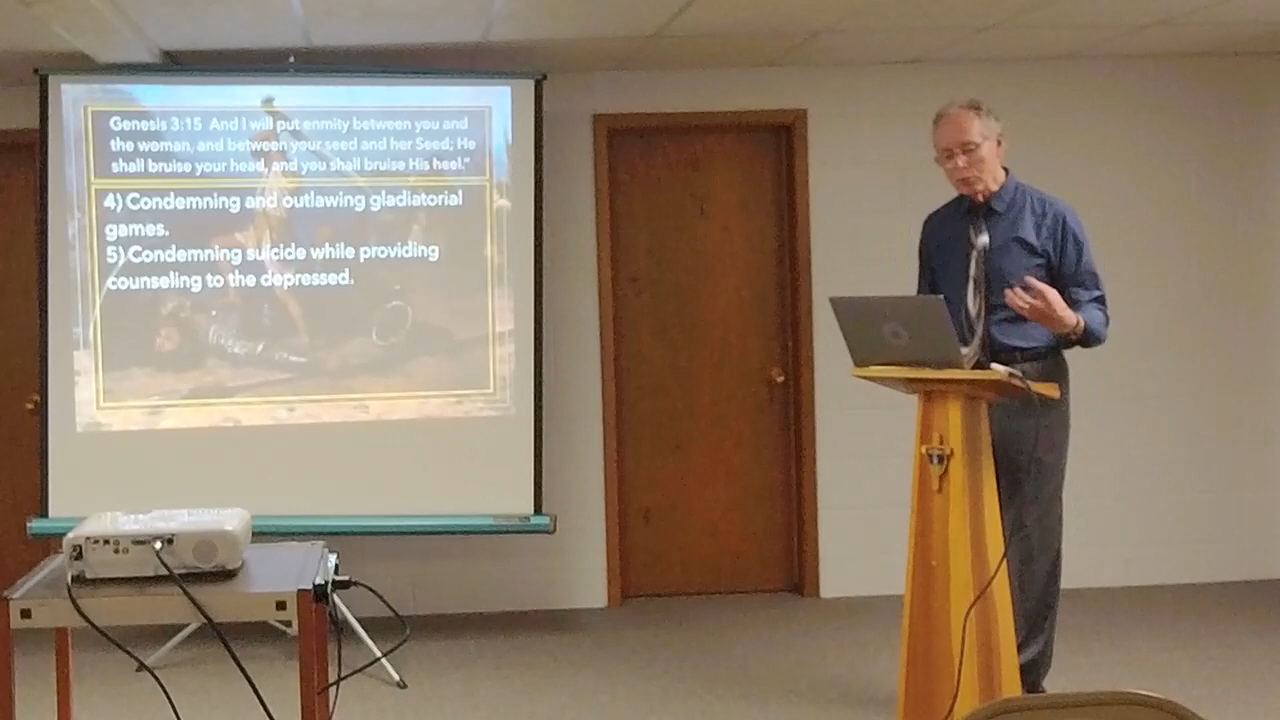 Genesis 3:15 And I will put enmity between you and
the woman, and between your seed and her Seed; He
shall bruise your head, and you shall bruise His heel."
4) Condemning and outlawing gladiatorial
games.
5) Condemning suicide while providing
counseling to the depressed.